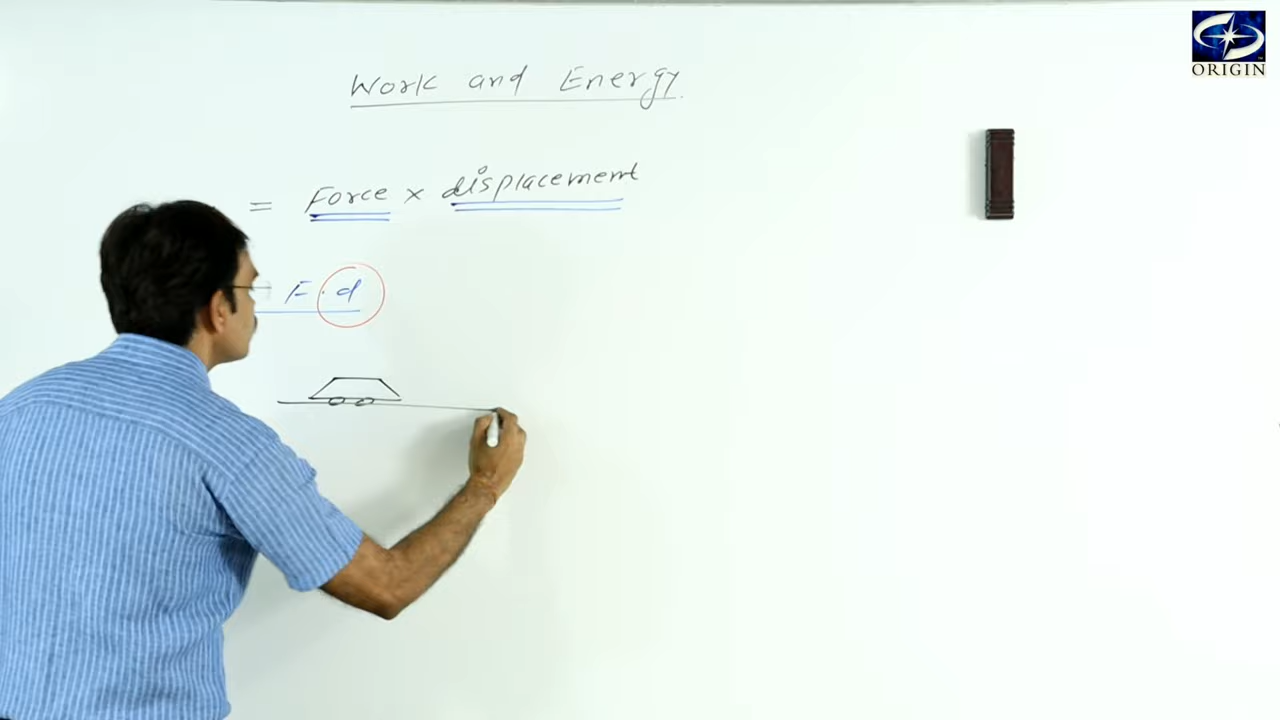 ORIGIN
Work and Energy.
= Force × displacement
F · d